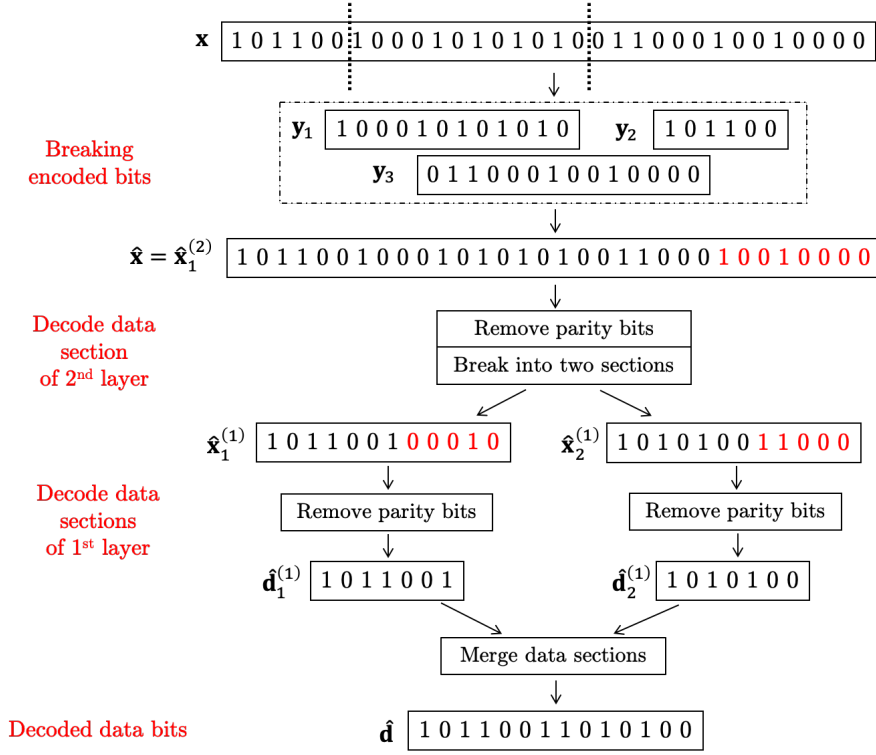 x 1 0 1 1 0 0 1 0 0 0 1 0 1 0 1 0 1 0 0 1 1 0 0 0 1 0 0 1 0 0 0 0
y₁ 1 0 0 0 1 0 1 0 1 0 1 0 y₂ 1 0 1 1 0 0
Breaking
encoded bits
y₃ 0 1 1 0 0 0 1 0 0 1 0 0 0 0
x̂ = x̂₁⁽²⁾ 1 0 1 1 0 0 1 0 0 0 1 0 1 0 1 0 1 0 0 1 1 0 0 0 1 0 0 1 0 0 0 0
Decode data
section
of 2nd layer
Remove parity bits
Break into two sections
x̂₁⁽¹⁾ 1 0 1 1 0 0 1 0 0 0 1 0 x̂₂⁽¹⁾ 1 0 1 0 1 0 0 1 1 0 0 0
Decode data
sections
of 1st layer
Remove parity bits Remove parity bits
d̂₁⁽¹⁾ 1 0 1 1 0 0 1 d̂₂⁽¹⁾ 1 0 1 0 1 0 0
Merge data sections
Decoded data bits d̂ 1 0 1 1 0 0 1 1 0 1 0 1 0 0